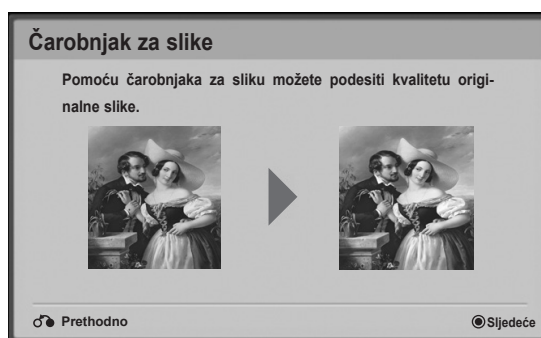 Čarobnjak za slike
Pomoću čarobnjaka za sliku možete podesiti kvalitetu origi-
nalne slike.
Prethodno
Sljedeće